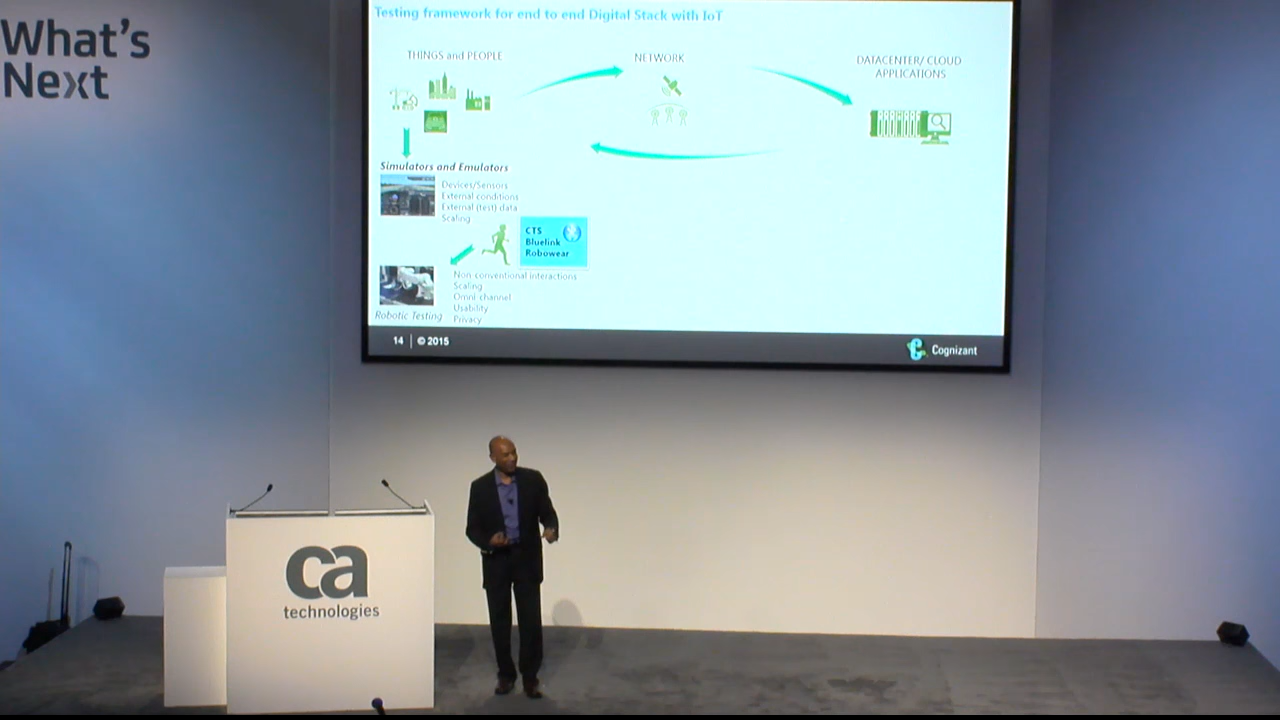 What's
Next
Testing framework for end to end Digital Stack with IoT
THINGS and PEOPLE
NETWORK
DATACENTER/ CLOUD
APPLICATIONS
Simulators and Emulators
Devices/Sensors
External conditions
External (test) data
Scaling
CTS
Bluelink
Robowear
Non-conventional interactions
Scaling
Omni channel
Usability
Privacy
Robotic Testing
14 | © 2015
Cognizant
ca
technologies